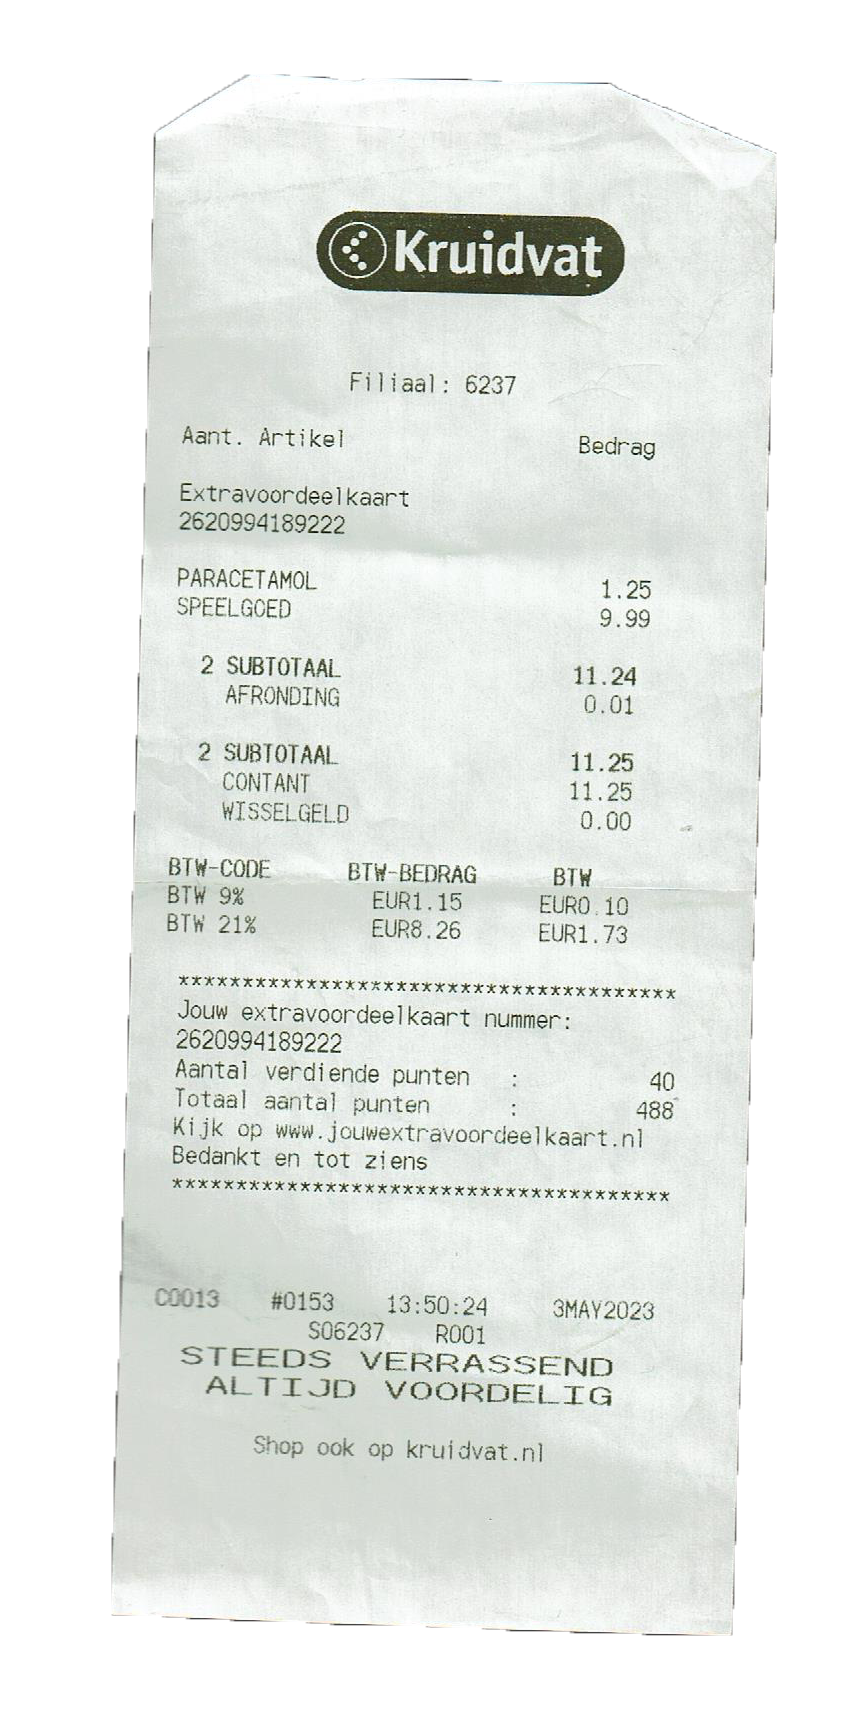 Kruidvat
Filiaal: 6237
Aant. Artikel Bedrag
Extravoordeelkaart
2620994189222
PARACETAMOL 1.25
SPEELGOED 9.99
2 SUBTOTAAL 11.24
AFRONDING 0.01
2 SUBTOTAAL 11.25
CONTANT 11.25
WISSELGELD 0.00
BTW-CODE BTW-BEDRAG BTW
BTW 9% EUR1.15 EUR0.10
BTW 21% EUR8.26 EUR1.73
***************************************
Jouw extravoordeelkaart nummer:
2620994189222
Aantal verdiende punten : 40
Totaal aantal punten : 488
Kijk op www.jouwextravoordeelkaart.nl
Bedankt en tot ziens
***************************************
C0013 #0153 13:50:24 3MAY2023
S06237 R001
STEEDS VERRASSEND
ALTIJD VOORDELIG
Shop ook op kruidvat.nl